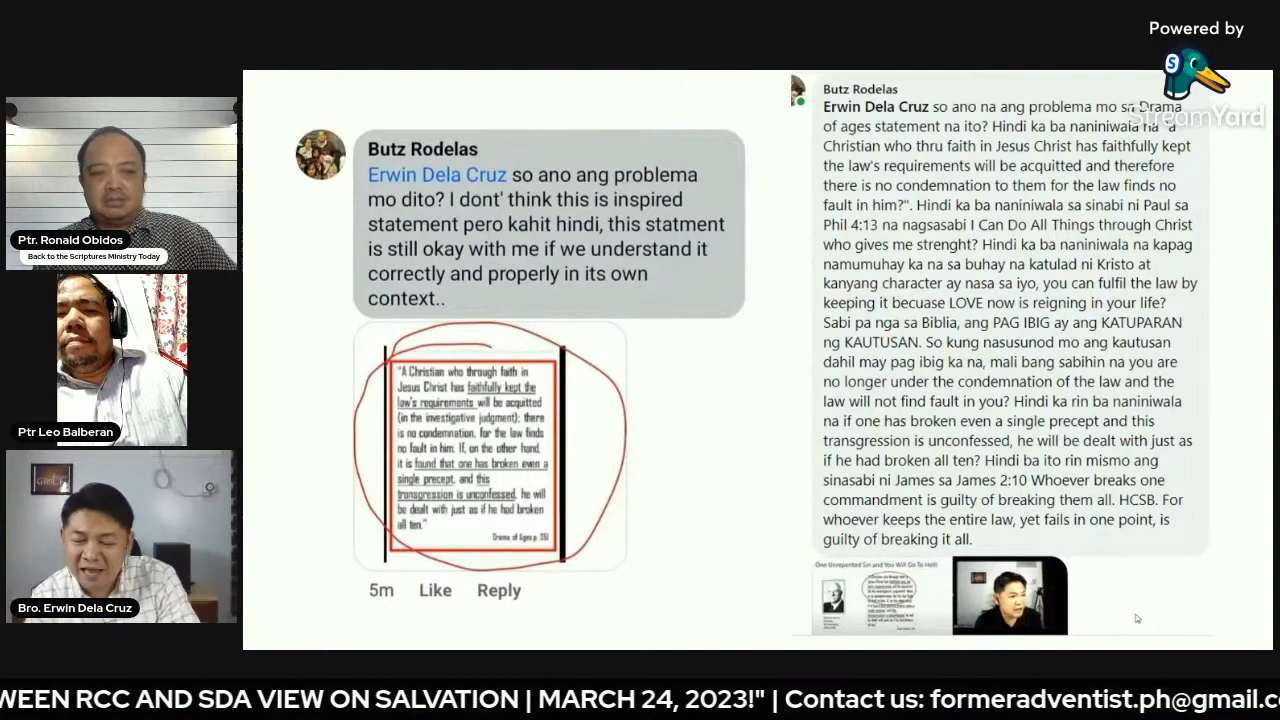 Powered by
StreamYard
Ptr. Ronald Obidos
Back to the Scriptures Ministry Today
Ptr Leo Balberan
Bro. Erwin Dela Cruz
Butz Rodelas
Erwin Dela Cruz so ano ang problema
mo dito? I dont' think this is inspired
statement pero kahit hindi, this statment
is still okay with me if we understand it
correctly and properly in its own
context..
"A Christian who through faith in
Jesus Christ has faithfully kept the
law's requirements will be acquitted
(in the investigative judgment); there
is no condemnation, for the law finds
no fault in him. If, on the other hand,
it is found that one has broken even a
single precept, and this
transgression is unconfessed, he will
be dealt with just as if he had broken
all ten."
Drama of Ages p. 351
5m Like Reply
Butz Rodelas
Erwin Dela Cruz so ano na ang problema mo sa Drama
of ages statement na ito? Hindi ka ba naniniwala na "a
Christian who thru faith in Jesus Christ has faithfully kept
the law's requirements will be acquitted and therefore
there is no condemnation to them for the law finds no
fault in him?". Hindi ka ba naniniwala sa sinabi ni Paul sa
Phil 4:13 na nagsasabi I Can Do All Things through Christ
who gives me strenght? Hindi ka ba naniniwala na kapag
namumuhay ka na sa buhay na katulad ni Kristo at
kanyang character ay nasa sa iyo, you can fulfil the law by
keeping it becuase LOVE now is reigning in your life?
Sabi pa nga sa Biblia, ang PAG IBIG ay ang KATUPARAN
ng KAUTUSAN. So kung nasusunod mo ang kautusan
dahil may pag ibig ka na, mali bang sabihin na you are
no longer under the condemnation of the law and the
law will not find fault in you? Hindi ka rin ba naniniwala
na if one has broken even a single precept and this
transgression is unconfessed, he will be dealt with just as
if he had broken all ten? Hindi ba ito rin mismo ang
sinasabi ni James sa James 2:10 Whoever breaks one
commandment is guilty of breaking them all. HCSB. For
whoever keeps the entire law, yet fails in one point, is
guilty of breaking it all.
One Unrepented Sin and You Will Go To Hell!
WEEN RCC AND SDA VIEW ON SALVATION | MARCH 24, 2023!" | Contact us: formeradventist.ph@gmail.c